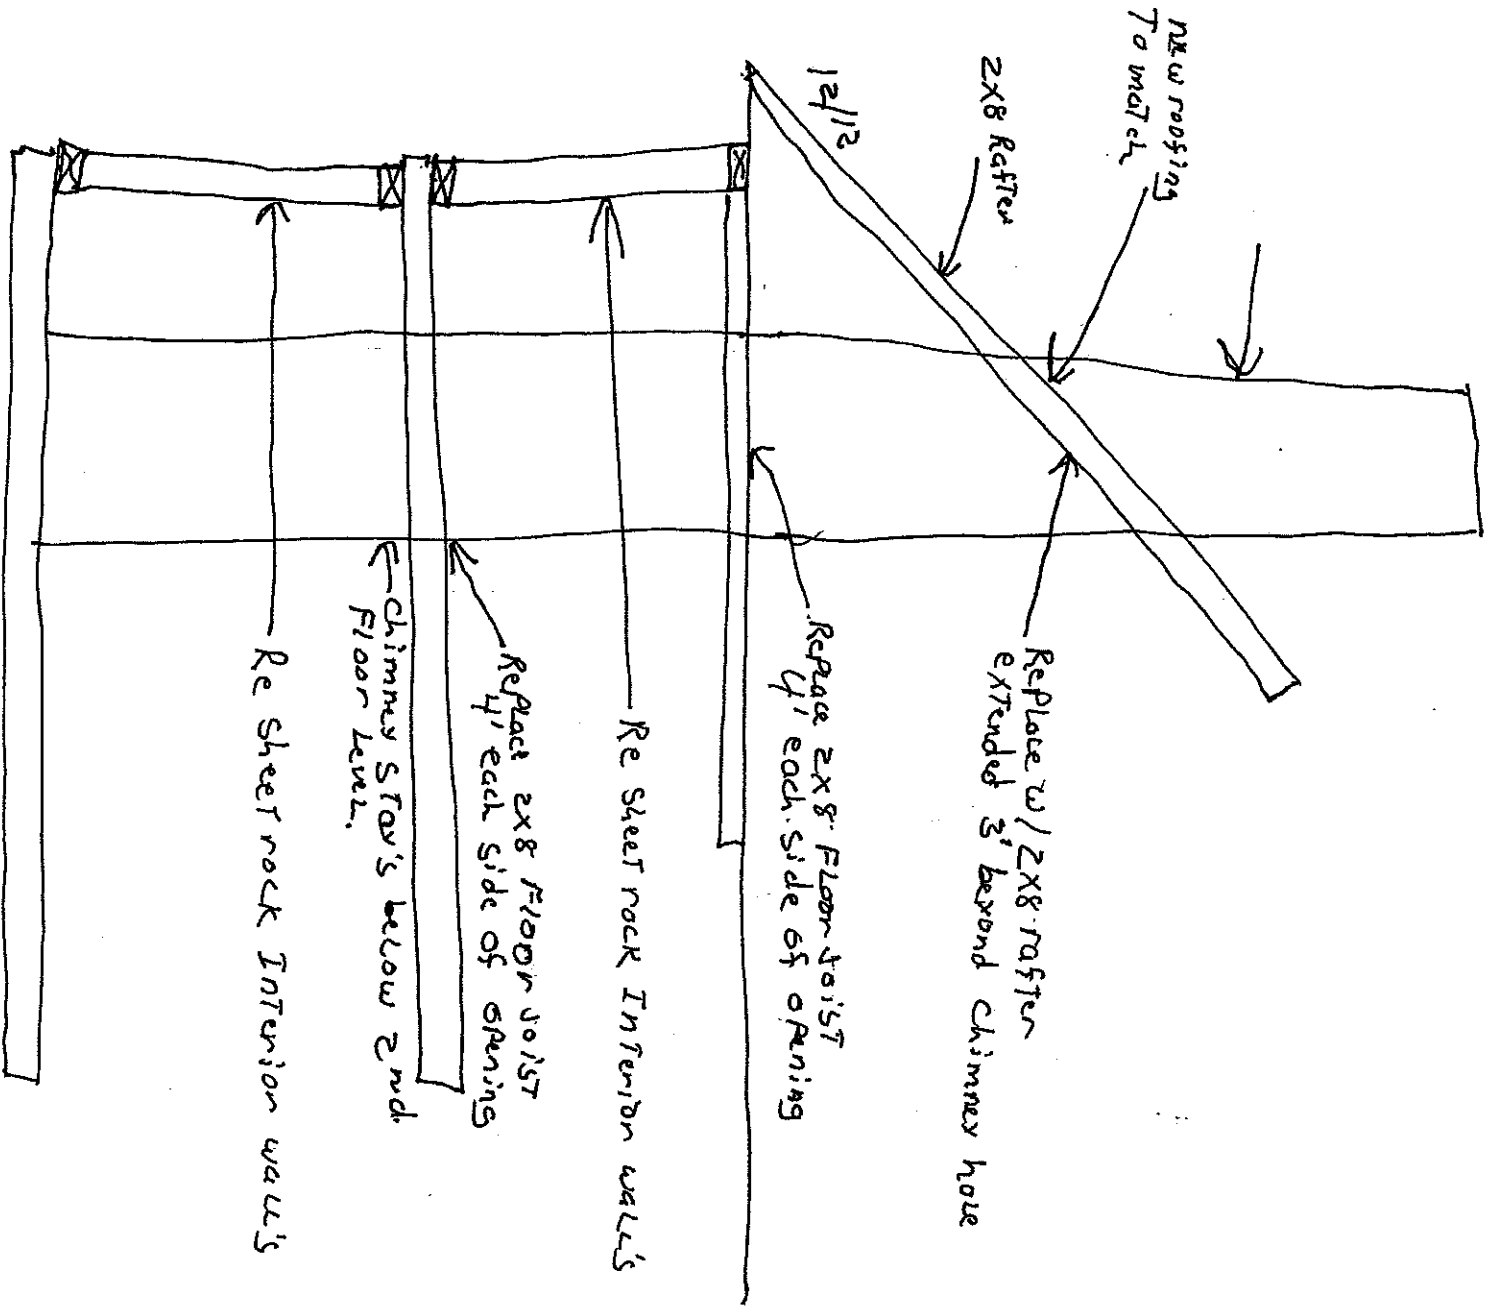 new roofing
To match
2x8 Rafter
12/12
Replace w/2x8 rafter
extended 3' beyond chimney hole
Replace 2x8 Floor Joist
4' each side of opening
Re Sheet rock Interior wall's
Replace 2x8 Floor Joist
4' each side of opening
chimney stay's below 2nd.
Floor Level.
Re Sheet rock Interior wall's